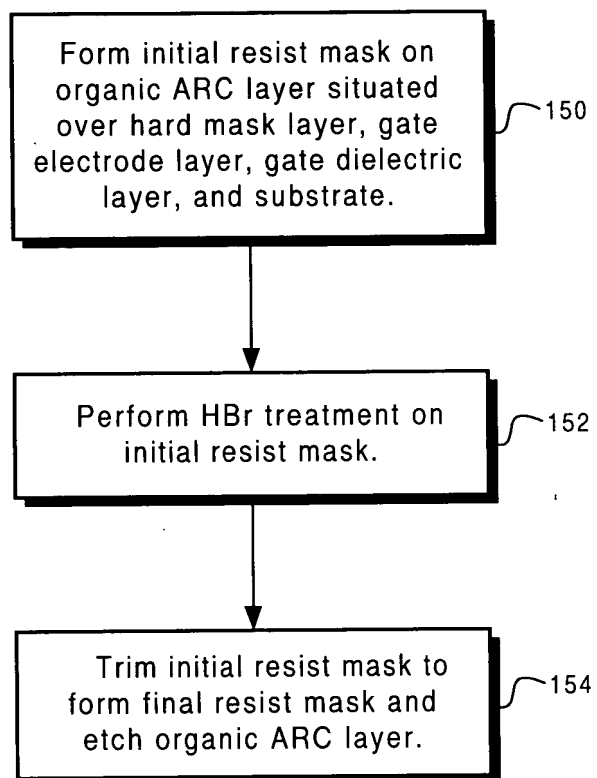 Form initial resist mask on
organic ARC layer situated
over hard mask layer, gate
electrode layer, gate dielectric
layer, and substrate.
150
Perform HBr treatment on
initial resist mask.
152
Trim initial resist mask to
form final resist mask and
etch organic ARC layer.
154